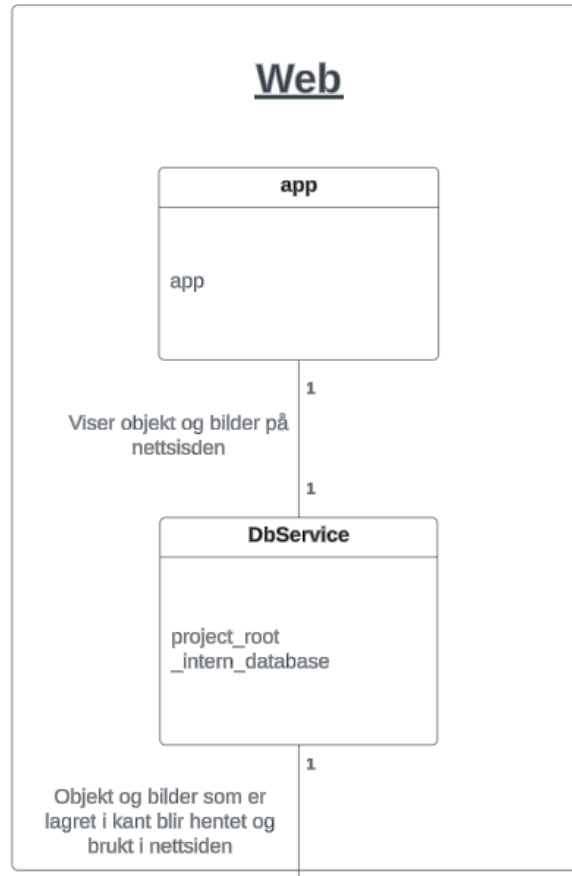 Web
app
app
1
Viser objekt og bilder på
nettsisden
1
DbService
project_root
_intern_database
1
Objekt og bilder som er
lagret i kant blir hentet og
brukt i nettsiden